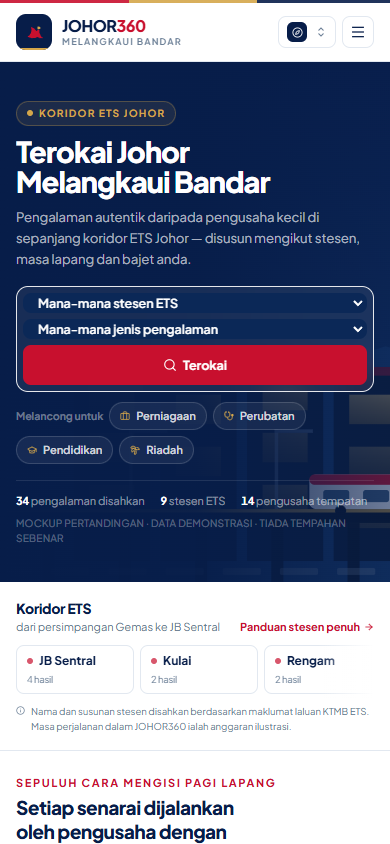 JOHOR360
MELANGKAUI BANDAR
KORIDOR ETS JOHOR
Terokai Johor
Melangkaui Bandar
Pengalaman autentik daripada pengusaha kecil di
sepanjang koridor ETS Johor — disusun mengikut stesen,
masa lapang dan bajet anda.
Mana-mana stesen ETS
Mana-mana jenis pengalaman
Terokai
Melancong untuk Perniagaan Perubatan
Pendidikan Riadah
34 pengalaman disahkan 9 stesen ETS 14 pengusaha tempatan
MOCKUP PERTANDINGAN · DATA DEMONSTRASI · TIADA TEMPAHAN
SEBENAR
Koridor ETS
dari persimpangan Gemas ke JB Sentral Panduan stesen penuh →
JB Sentral Kulai Rengam
4 hasil 2 hasil 2 hasil
Nama dan susunan stesen disahkan berdasarkan maklumat laluan KTMB ETS.
Masa perjalanan dalam JOHOR360 ialah anggaran ilustrasi.
SEPULUH CARA MENGISI PAGI LAPANG
Setiap senarai dijalankan
oleh pengusaha dengan